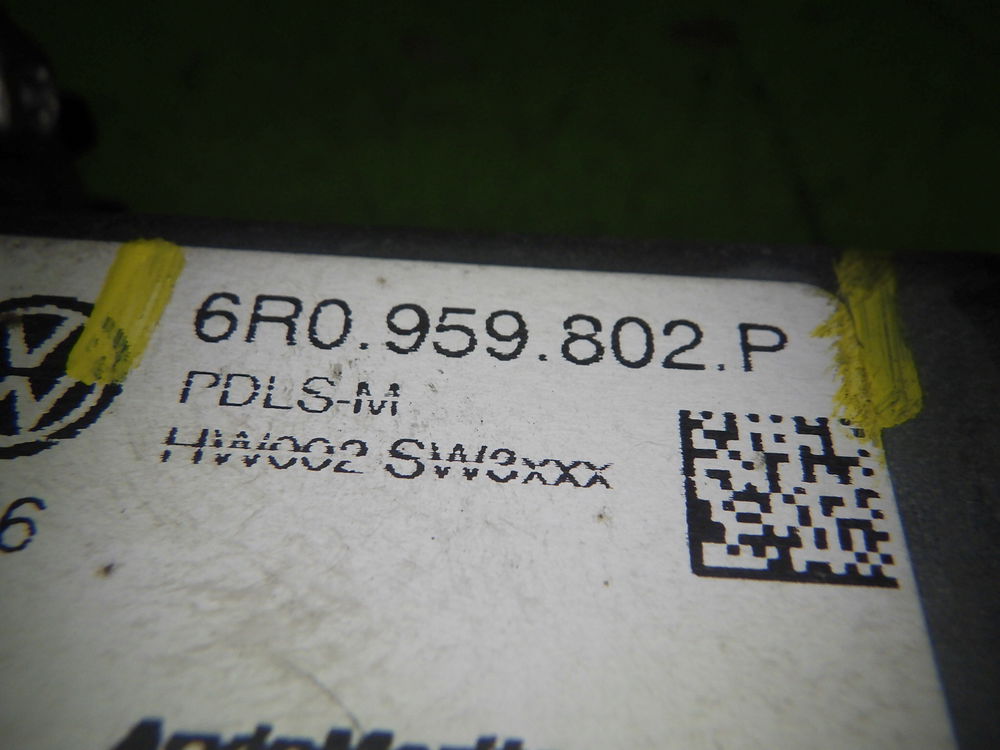 6R0.959.802.P
PDLS-M
HW002 SW3xxx
6